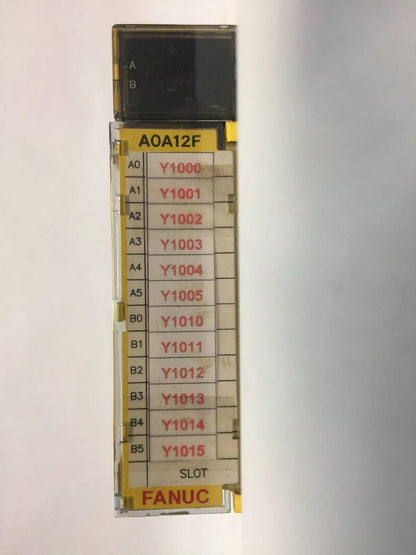 A
B
A0A12F
A0 Y1000
A1 Y1001
A2 Y1002
A3 Y1003
A4 Y1004
A5 Y1005
B0 Y1010
B1 Y1011
B2 Y1012
B3 Y1013
B4 Y1014
B5 Y1015
SLOT
FANUC